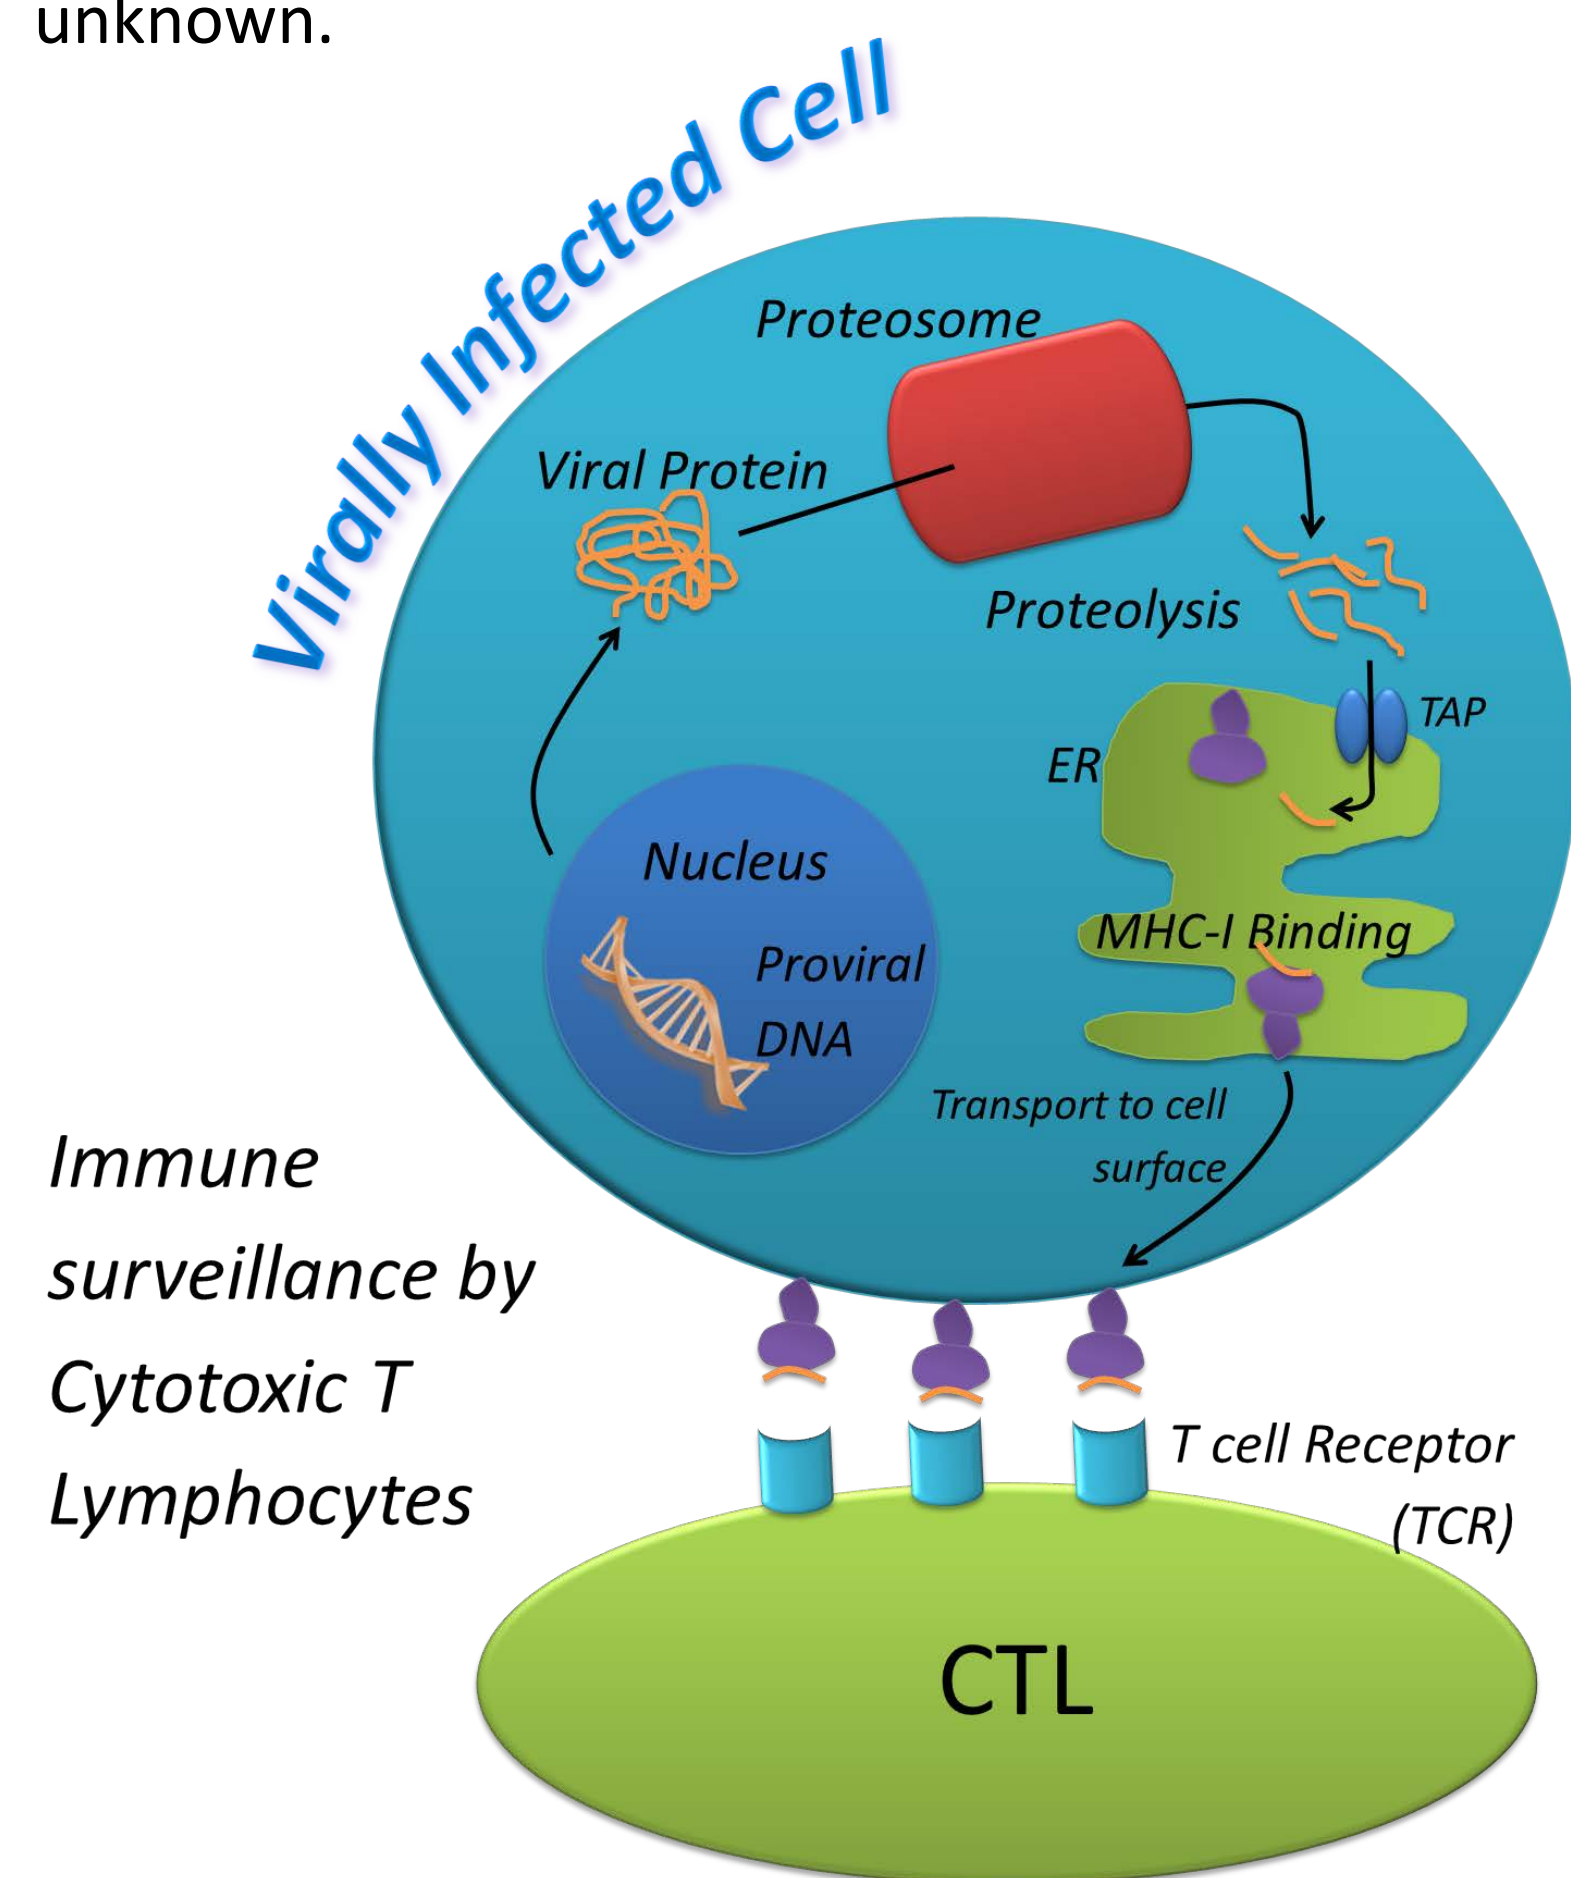 unknown.
Virally Infected Cell
Proteosome
Viral Protein
Proteolysis
TAP
ER
Nucleus
MHC-I Binding
Proviral
DNA
Transport to cell
surface
Immune
surveillance by
Cytotoxic T
Lymphocytes
T cell Receptor
(TCR)
CTL